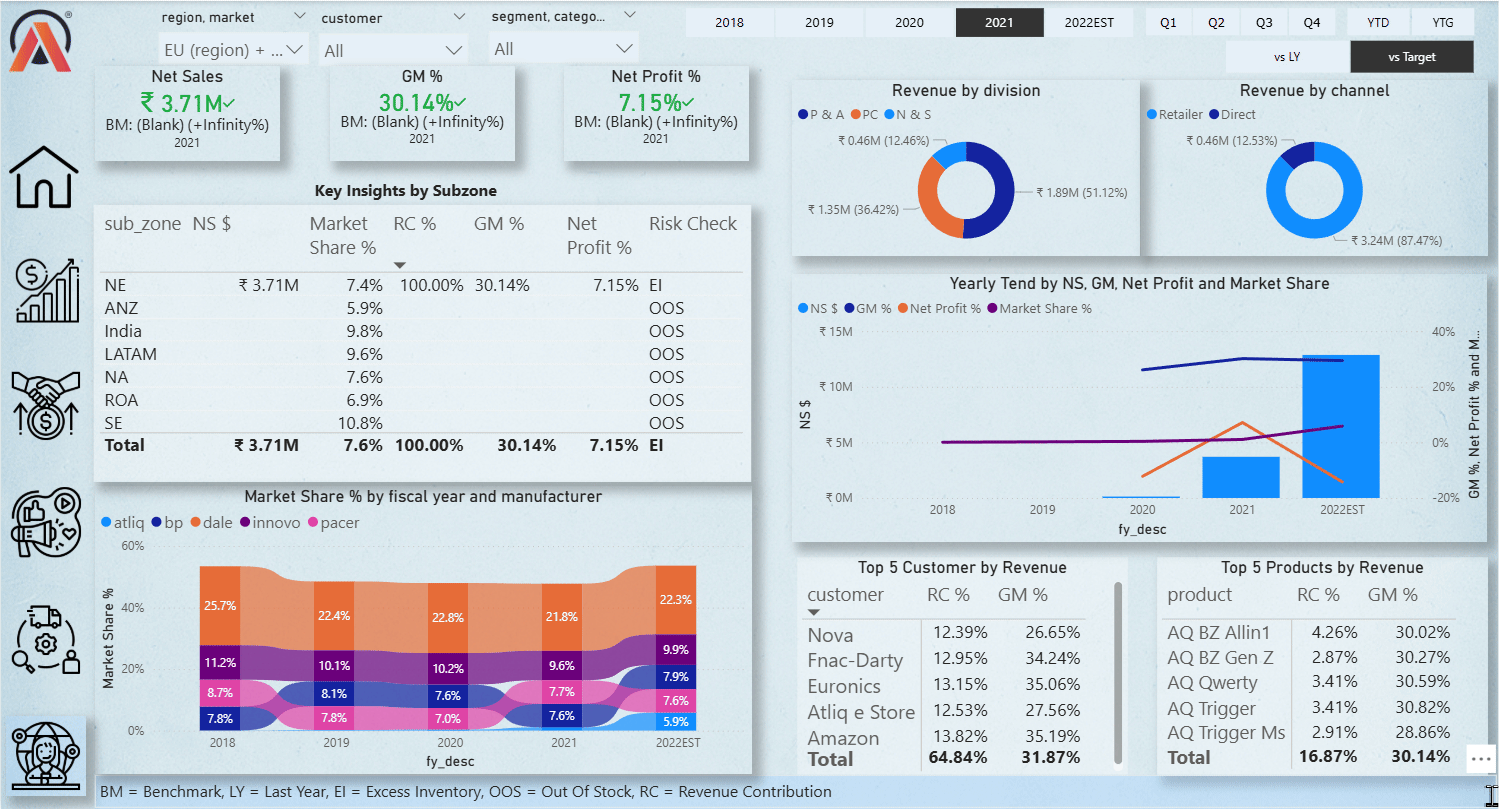 region, market
customer
segment, catego...
EU (region) + ...
All
All
2018 2019 2020 2021 2022EST
Q1 Q2 Q3 Q4
YTD YTG
vs LY vs Target
Net Sales
₹ 3.71M
BM: (Blank) (+Infinity%)
2021
GM %
30.14%
BM: (Blank) (+Infinity%)
2021
Net Profit %
7.15%
BM: (Blank) (+Infinity%)
2021
Key Insights by Subzone
sub_zone NS $ Market Share % RC % GM % Net Profit % Risk Check
NE ₹ 3.71M 7.4% 100.00% 30.14% 7.15% EI
ANZ 5.9% OOS
India 9.8% OOS
LATAM 9.6% OOS
NA 7.6% OOS
ROA 6.9% OOS
SE 10.8% OOS
Total ₹ 3.71M 7.6% 100.00% 30.14% 7.15% EI
Market Share % by fiscal year and manufacturer
atliq bp dale innovo pacer
60%
40%
20%
0%
Market Share %
25.7% 22.4% 22.8% 21.8% 22.3%
11.2% 10.1% 10.2% 9.6% 9.9%
8.7% 8.1% 7.6% 7.7% 7.9%
7.8% 7.8% 7.0% 7.6% 7.6%
5.9%
2018 2019 2020 2021 2022EST
fy_desc
Revenue by division
P & A PC N & S
₹ 0.46M (12.46%)
₹ 1.89M (51.12%)
₹ 1.35M (36.42%)
Revenue by channel
Retailer Direct
₹ 0.46M (12.53%)
₹ 3.24M (87.47%)
Yearly Tend by NS, GM, Net Profit and Market Share
NS $ GM % Net Profit % Market Share %
₹ 15M
₹ 10M
₹ 5M
₹ 0M
NS $
40%
20%
0%
-20%
GM %, Net Profit % and M...
2018 2019 2020 2021 2022EST
fy_desc
Top 5 Customer by Revenue
customer RC % GM %
Nova 12.39% 26.65%
Fnac-Darty 12.95% 34.24%
Euronics 13.15% 35.06%
Atliq e Store 12.53% 27.56%
Amazon 13.82% 35.19%
Total 64.84% 31.87%
Top 5 Products by Revenue
product RC % GM %
AQ BZ Allin1 4.26% 30.02%
AQ BZ Gen Z 2.87% 30.27%
AQ Qwerty 3.41% 30.59%
AQ Trigger 3.41% 30.82%
AQ Trigger Ms 2.91% 28.86%
Total 16.87% 30.14%
BM = Benchmark, LY = Last Year, EI = Excess Inventory, OOS = Out Of Stock, RC = Revenue Contribution